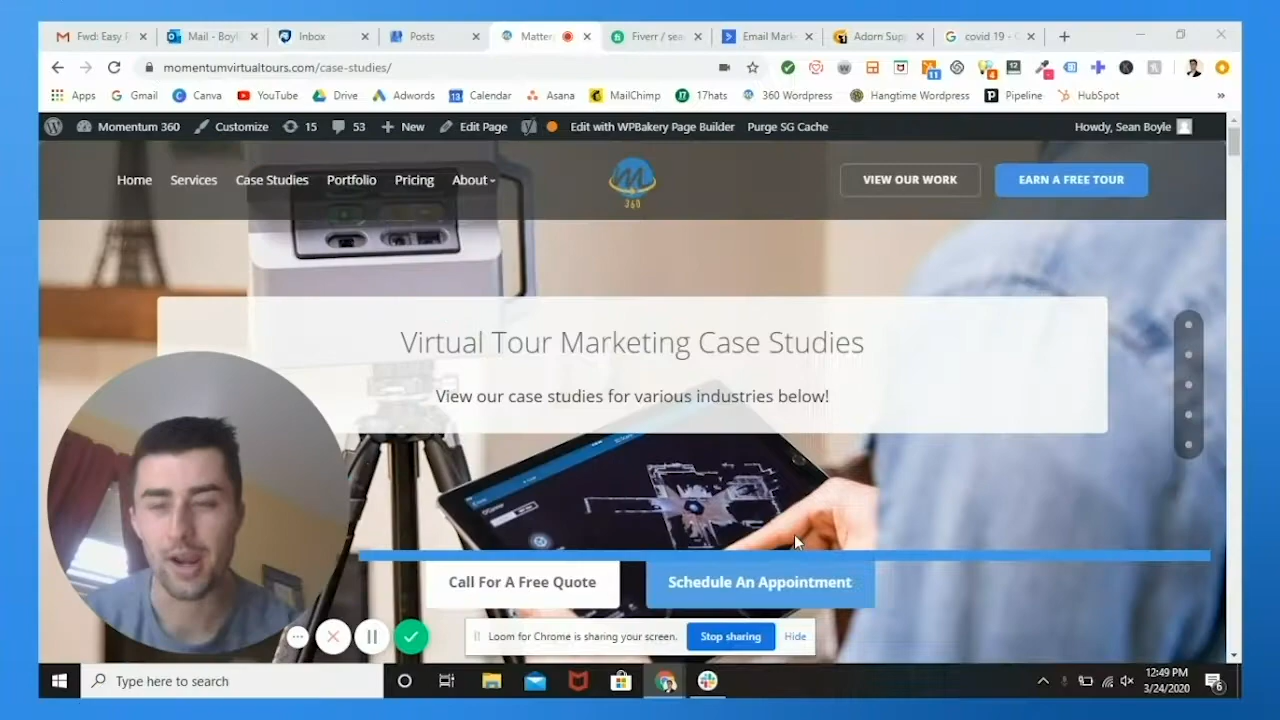 Fwd: Easy
Mail - Boyl
Inbox
Posts
Matter
Fiverr / sea
Email Mark
Adorn Sup
covid 19 -
momentumvirtualtours.com/case-studies/
Apps
Gmail
Canva
YouTube
Drive
Adwords
Calendar
Asana
MailChimp
17hats
360 Wordpress
Hangtime Wordpress
Pipeline
HubSpot
»
Momentum 360
Customize
15
53
New
Edit Page
Edit with WPBakery Page Builder
Purge SG Cache
Howdy, Sean Boyle
Home
Services
Case Studies
Portfolio
Pricing
About
M
360
VIEW OUR WORK
EARN A FREE TOUR
Virtual Tour Marketing Case Studies
View our case studies for various industries below!
Call For A Free Quote
Schedule An Appointment
Loom for Chrome is sharing your screen.
Stop sharing
Hide
Type here to search
12:49 PM
3/24/2020
6